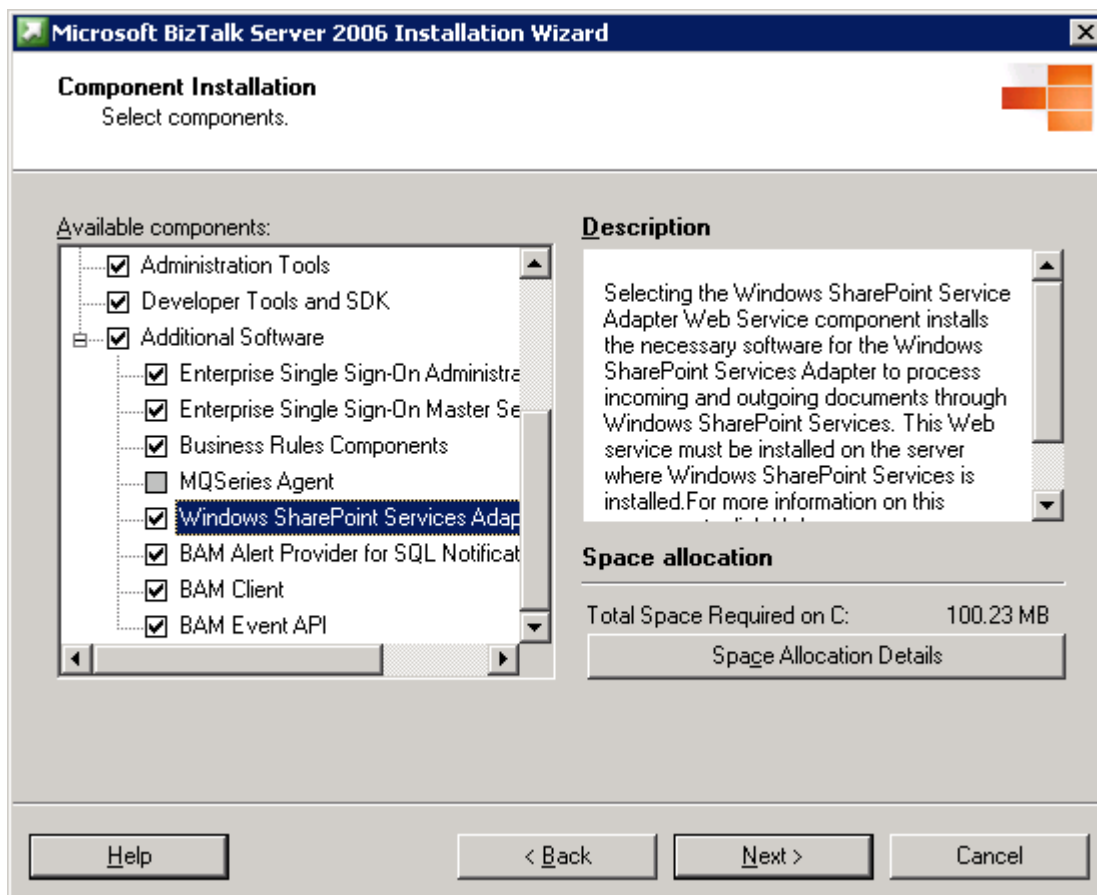 Microsoft BizTalk Server 2006 Installation Wizard
Component Installation
Select components.
Available components:
Administration Tools
Developer Tools and SDK
Additional Software
Enterprise Single Sign-On Administra
Enterprise Single Sign-On Master Se
Business Rules Components
MQSeries Agent
Windows SharePoint Services Adap
BAM Alert Provider for SQL Notificat
BAM Client
BAM Event API
Description
Selecting the Windows SharePoint Service
Adapter Web Service component installs
the necessary software for the Windows
SharePoint Services Adapter to process
incoming and outgoing documents through
Windows SharePoint Services. This Web
service must be installed on the server
where Windows SharePoint Services is
installed.For more information on this
Space allocation
Total Space Required on C: 100.23 MB
Space Allocation Details
Help
< Back
Next >
Cancel